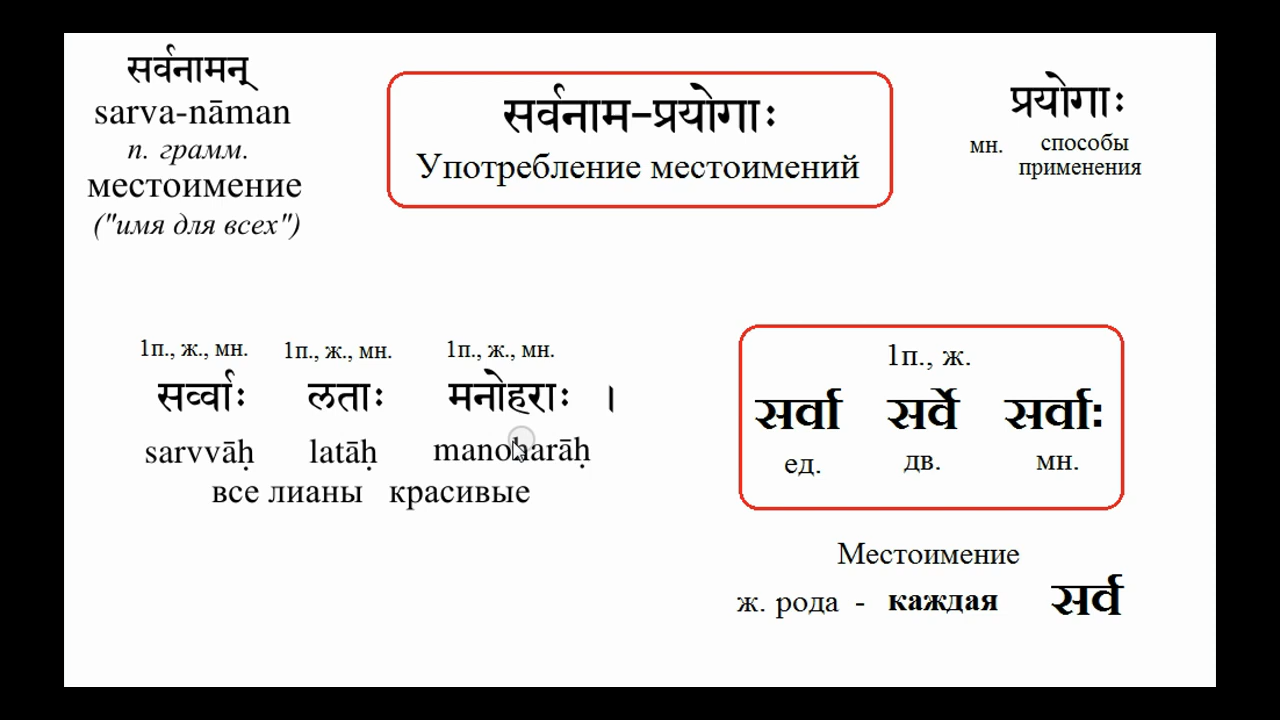 सर्वनामन्
sarva-nāman
п. грамм.
местоимение
("имя для всех")
सर्वनाम-प्रयोगाः
Употребление местоимений
प्रयोगाः
мн. способы
применения
1п., ж., мн. 1п., ж., мн. 1п., ж., мн.
सर्व्वाः लताः मनोहराः ।
sarvvāḥ latāḥ manoharāḥ
все лианы красивые
1п., ж.
सर्वा सर्वे सर्वाः
ед. дв. мн.
Местоимение
ж. рода - каждая सर्व